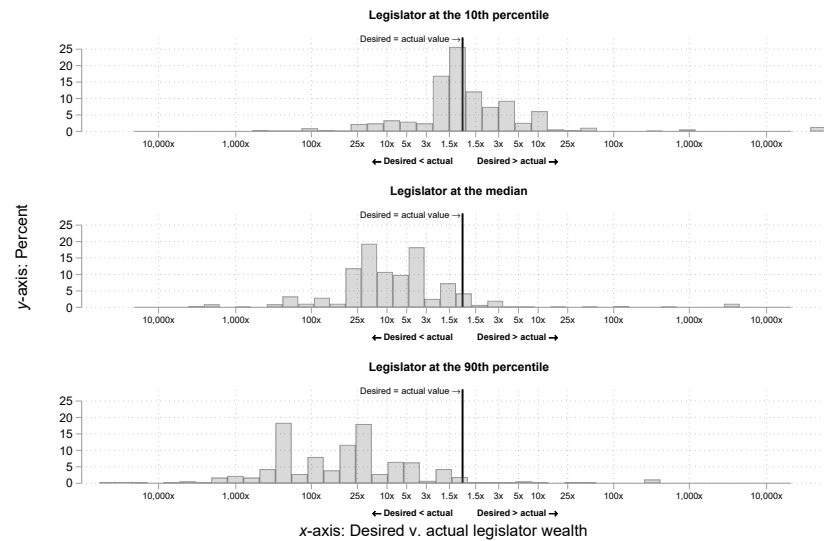 Legislator at the 10th percentile
Desired = actual value →
25
20
15
10
5
0
10,000x 1,000x 100x 25x 10x 5x 3x 1.5x 1.5x 3x 5x 10x 25x 100x 1,000x 10,000x
← Desired < actual Desired > actual →
Legislator at the median
Desired = actual value →
25
20
15
10
5
0
10,000x 1,000x 100x 25x 10x 5x 3x 1.5x 1.5x 3x 5x 10x 25x 100x 1,000x 10,000x
← Desired < actual Desired > actual →
y-axis: Percent
Legislator at the 90th percentile
Desired = actual value →
25
20
15
10
5
0
10,000x 1,000x 100x 25x 10x 5x 3x 1.5x 1.5x 3x 5x 10x 25x 100x 1,000x 10,000x
← Desired < actual Desired > actual →
x-axis: Desired v. actual legislator wealth